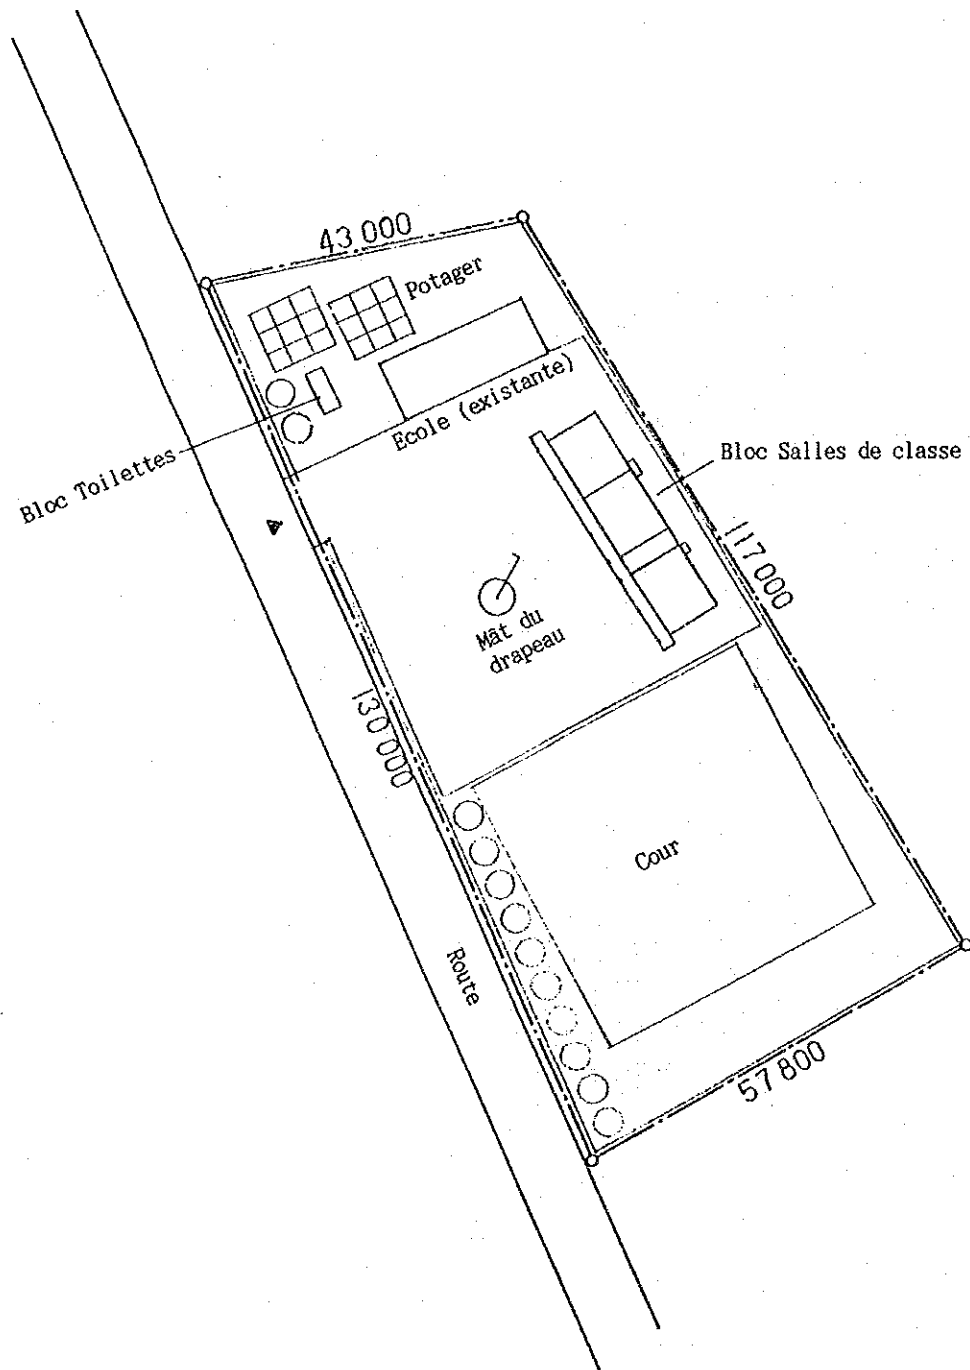 43 000
Potager
Ecole (existante)
Bloc Toilettes
Bloc Salles de classe
117 000
Mât du
drapeau
130 000
Cour
Route
57 800